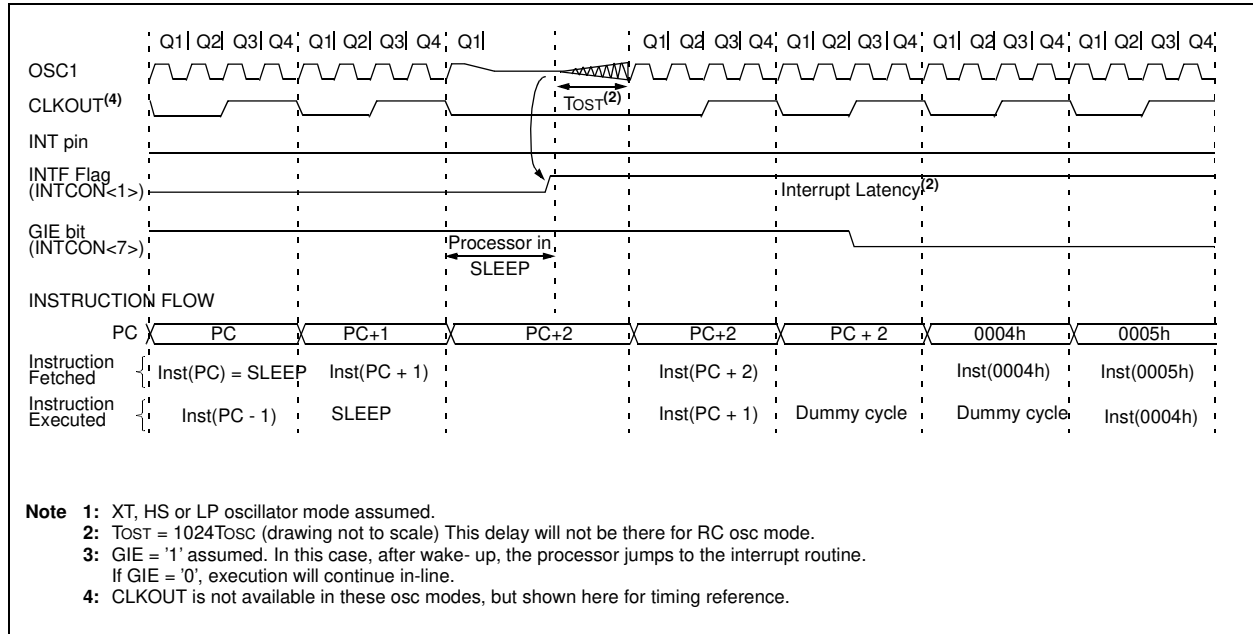 Q1 Q2 Q3 Q4 Q1 Q2 Q3 Q4 Q1 Q1 Q2 Q3 Q4 Q1 Q2 Q3 Q4 Q1 Q2 Q3 Q4 Q1 Q2 Q3 Q4
OSC1
CLKOUT(4)
TOST(2)
INT pin
INTF Flag
(INTCON<1>)
Interrupt Latency(2)
GIE bit
(INTCON<7>)
Processor in
SLEEP
INSTRUCTION FLOW
PC PC PC+1 PC+2 PC+2 PC + 2 0004h 0005h
Instruction
Fetched
Inst(PC) = SLEEP Inst(PC + 1) Inst(PC + 2) Inst(0004h) Inst(0005h)
Instruction
Executed
Inst(PC - 1) SLEEP Inst(PC + 1) Dummy cycle Dummy cycle Inst(0004h)
Note 1: XT, HS or LP oscillator mode assumed.
2: TOST = 1024TOSC (drawing not to scale) This delay will not be there for RC osc mode.
3: GIE = '1' assumed. In this case, after wake- up, the processor jumps to the interrupt routine.
If GIE = '0', execution will continue in-line.
4: CLKOUT is not available in these osc modes, but shown here for timing reference.